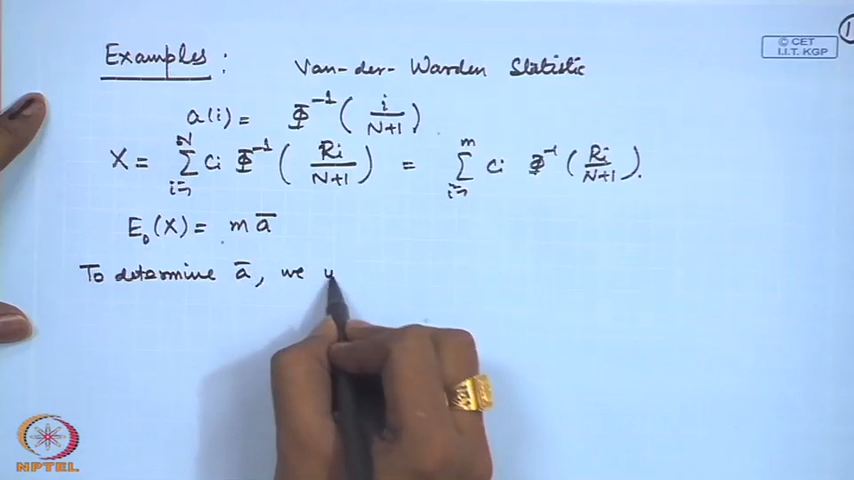 Examples : Van-der-Warden Statistic
© CET
I.I.T. KGP
a(i) = Φ⁻¹ ( i / N+1 )
X = Σ_{i=1}^{N} Ci Φ⁻¹ ( Ri / N+1 ) = Σ_{i=1}^{m} Ci Φ⁻¹ ( Ri / N+1 ).
E₀(X) = m ā
To determine ā, we
NPTEL